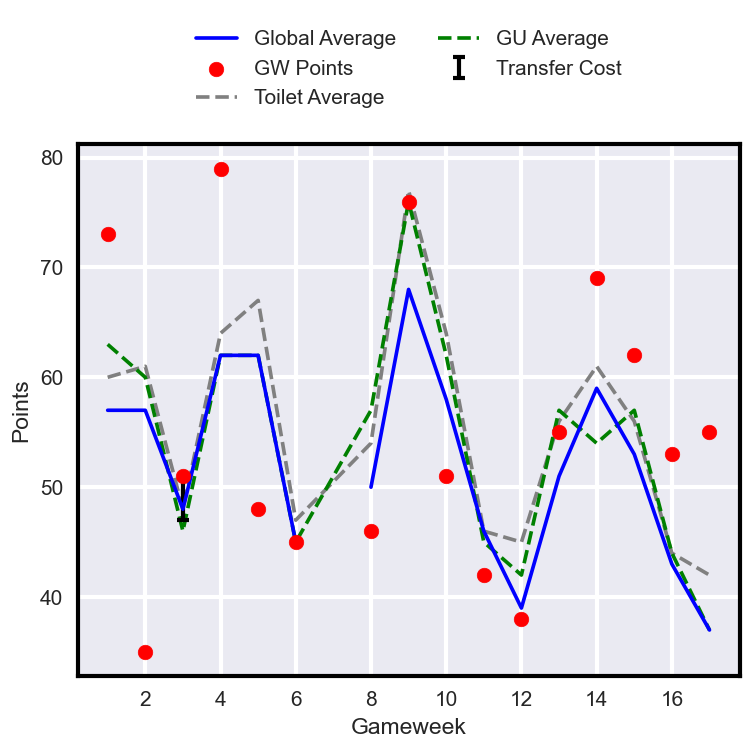 Global Average
GW Points
Toilet Average
GU Average
Transfer Cost
80
70
60
50
40
Points
2 4 6 8 10 12 14 16
Gameweek